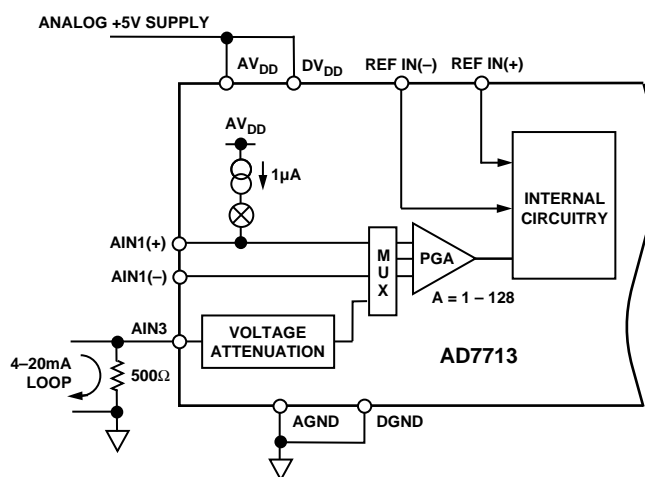 ANALOG +5V SUPPLY
AVDD
DVDD
REF IN(–)
REF IN(+)
AVDD
1µA
INTERNAL
CIRCUITRY
AIN1(+)
AIN1(–)
MUX
PGA
A = 1 – 128
AIN3
VOLTAGE
ATTENUATION
AD7713
4–20mA
LOOP
500Ω
AGND
DGND